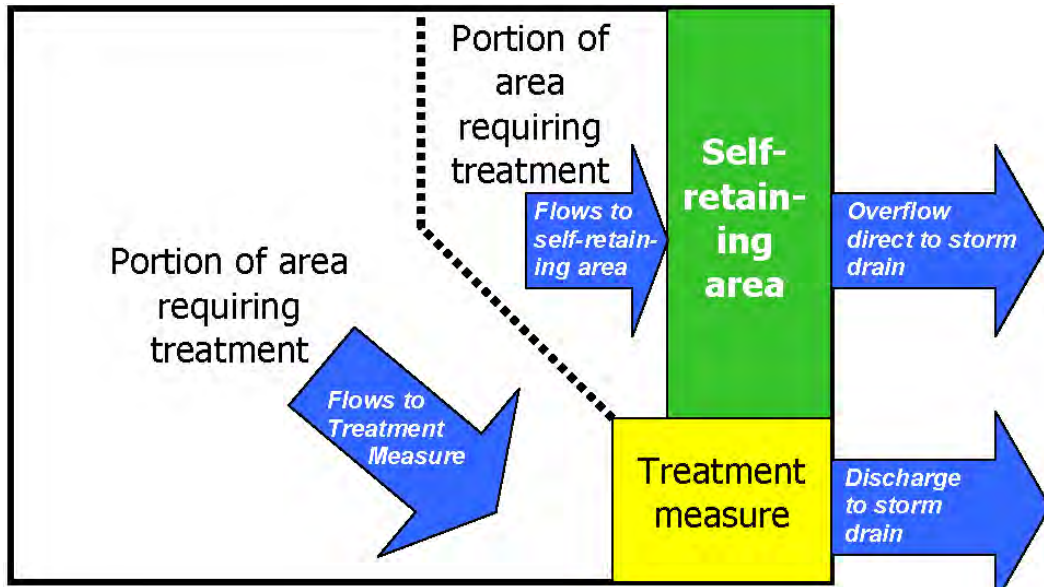 Portion of
area
requiring
treatment
Self-
retain-
ing
area
Flows to
self-retain-
ing area
Overflow
direct to storm
drain
Portion of area
requiring
treatment
Flows to
Treatment
Measure
Treatment
measure
Discharge
to storm
drain